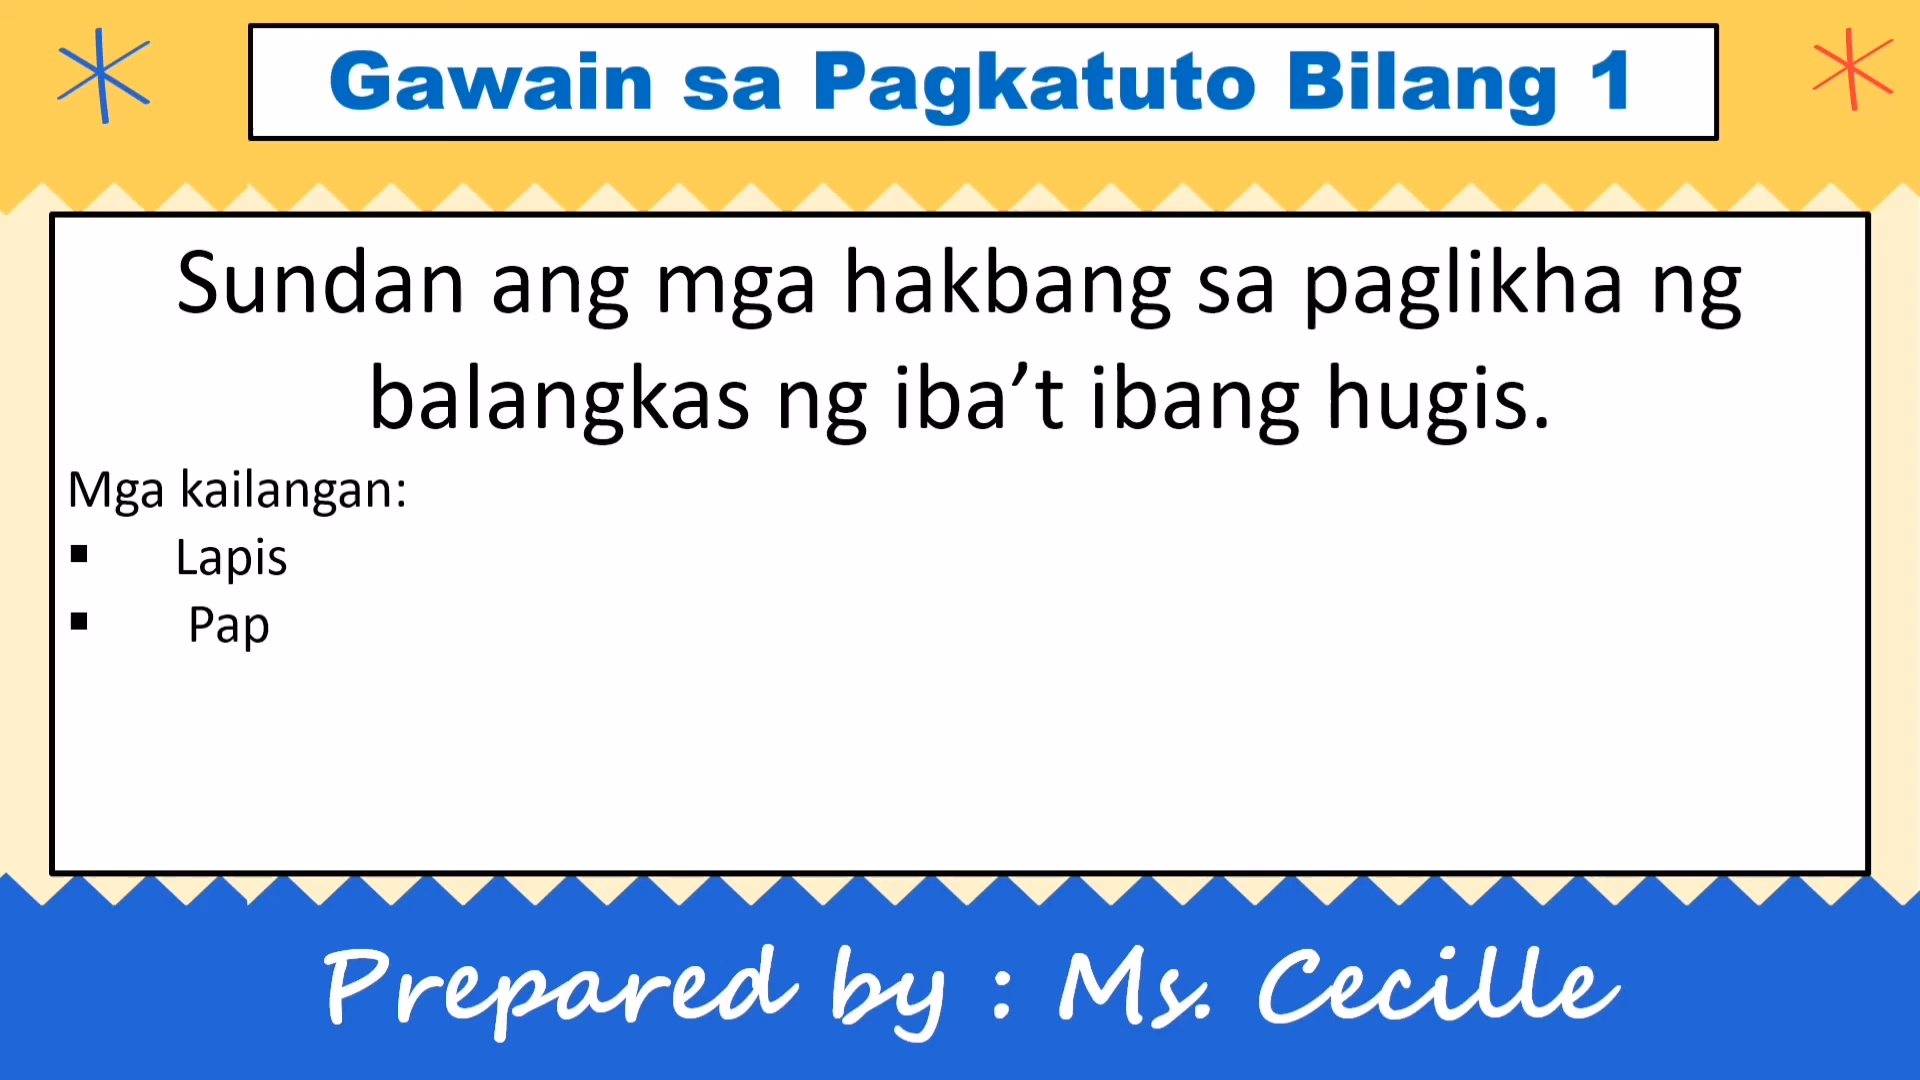 Gawain sa Pagkatuto Bilang 1
Sundan ang mga hakbang sa paglikha ng
balangkas ng iba’t ibang hugis.
Mga kailangan:
▪ Lapis
▪ Pap
Prepared by : Ms. Cecille